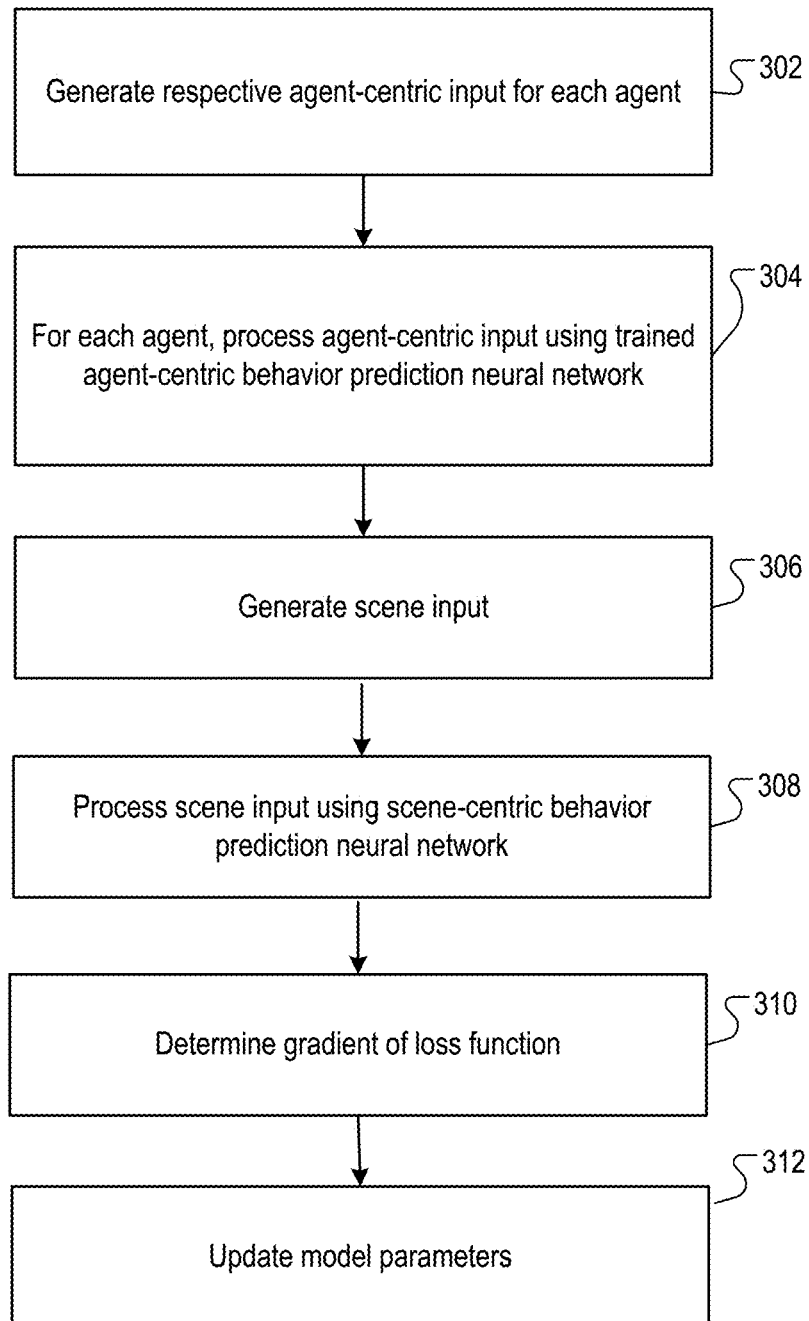 Generate respective agent-centric input for each agent
302
For each agent, process agent-centric input using trained
agent-centric behavior prediction neural network
304
Generate scene input
306
Process scene input using scene-centric behavior
prediction neural network
308
Determine gradient of loss function
310
Update model parameters
312